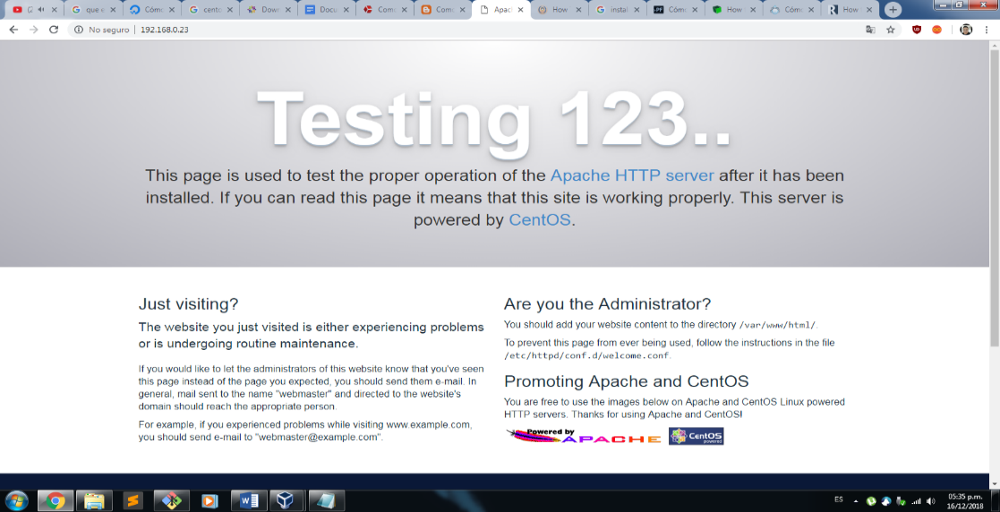 que e
Cómo
cento
Down
Docu
Com
Apac
How
instal
Cómo
How
Cómo
How
No seguro | 192.168.0.23
Testing 123..
This page is used to test the proper operation of the Apache HTTP server after it has been
installed. If you can read this page it means that this site is working properly. This server is
powered by CentOS.
Just visiting?
The website you just visited is either experiencing problems
or is undergoing routine maintenance.
If you would like to let the administrators of this website know that you've seen
this page instead of the page you expected, you should send them e-mail. In
general, mail sent to the name "webmaster" and directed to the website's
domain should reach the appropriate person.
For example, if you experienced problems while visiting www.example.com,
you should send e-mail to "webmaster@example.com".
Are you the Administrator?
You should add your website content to the directory /var/www/html/.
To prevent this page from ever being used, follow the instructions in the file
/etc/httpd/conf.d/welcome.conf.
Promoting Apache and CentOS
You are free to use the images below on Apache and CentOS Linux powered
HTTP servers. Thanks for using Apache and CentOS!
Powered by
APACHE
CentOS
powered
ES
05:35 p.m.
16/12/2018